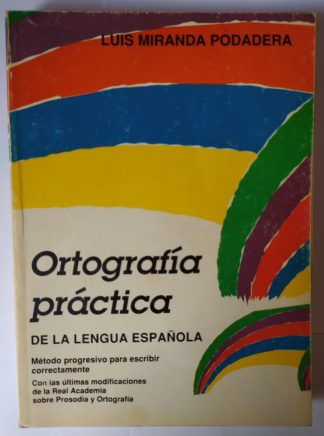 LUIS MIRANDA PODADERA
Ortografía
práctica
DE LA LENGUA ESPAÑOLA
Método progresivo para escribir
correctamente
Con las últimas modificaciones
de la Real Academia
sobre Prosodia y Ortografía